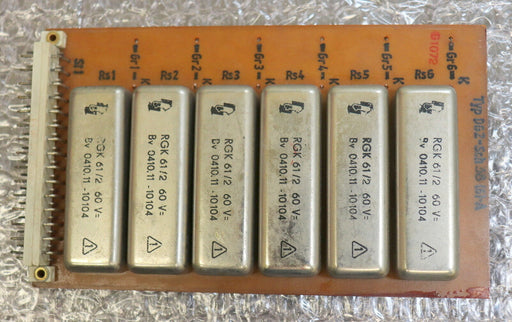 Rs1 Rs2 Rs3 Rs4 Rs5 Rs6
Gr1= Gr2= Gr3= Gr4= Gr5= Gr6=
K K K K K K
St1
1072
RGK 61/2 60 V=
Bv 0410.11 -10104
RGK 61/2 60 V=
Bv 0410.11 -10104
RGK 61/2 60 V=
Bv 0410.11 -10104
RGK 61/2 60 V=
Bv 0410.11 -10104
RGK 61/2 60 V=
Bv 0410.11 -10104
RGK 61/2 60 V=
Bv 0410.11 -10104
Typ